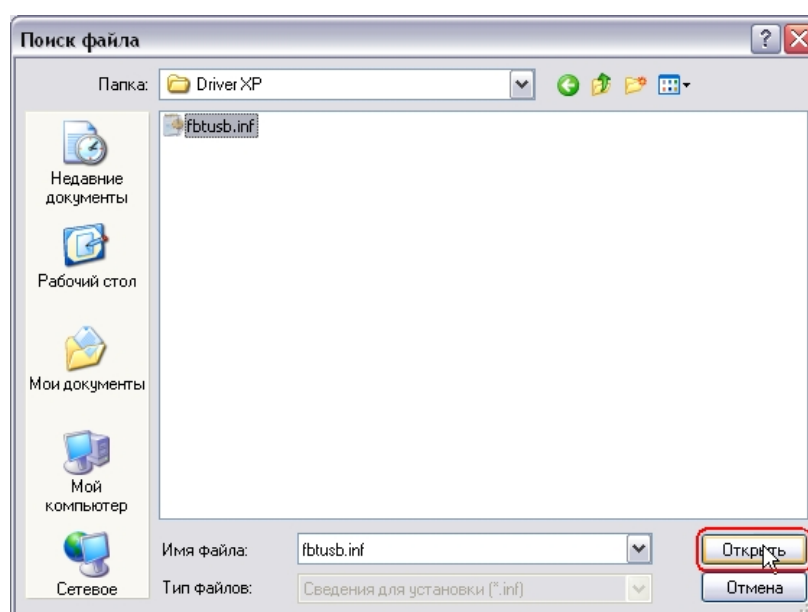 Поиск файла
Папка:
Driver XP
fbtusb.inf
Недавние
документы
Рабочий стол
Мои документы
Мой
компьютер
Сетевое
Имя файла:
fbtusb.inf
Открыть
Тип файлов:
Сведения для установки (*.inf)
Отмена